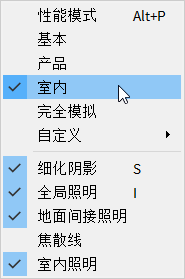 性能模式 Alt+P
基本
产品
室内
完全模拟
自定义
细化阴影 S
全局照明 I
地面间接照明
焦散线
室内照明